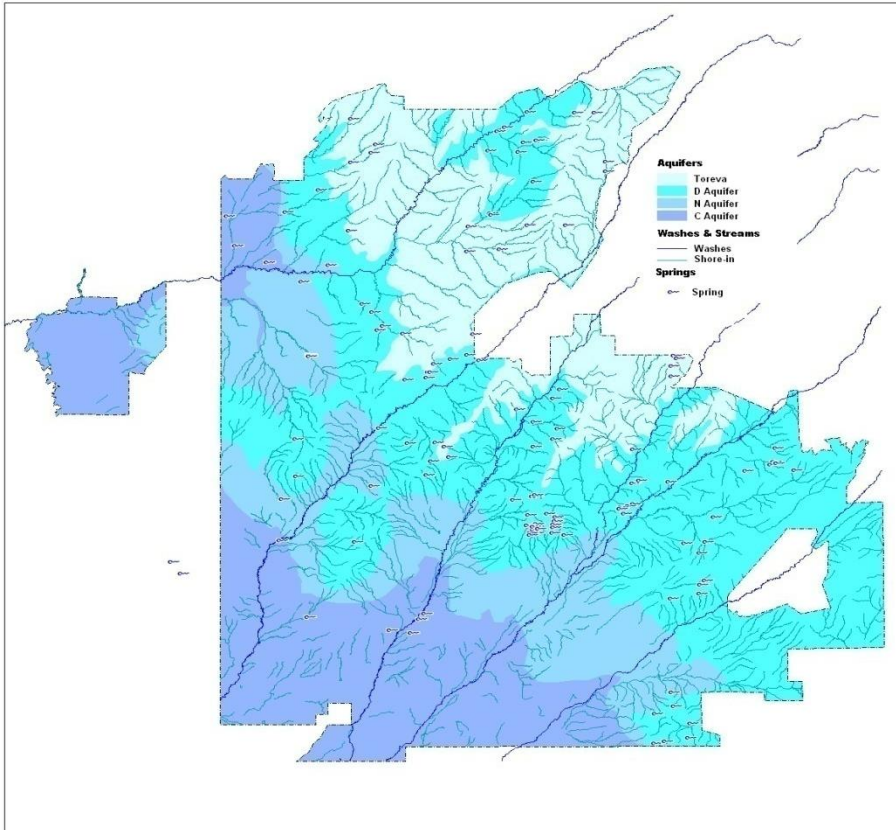 Aquifers
Toreva
D Aquifer
N Aquifer
C Aquifer
Washes & Streams
Washes
Shore-in
Springs
Spring